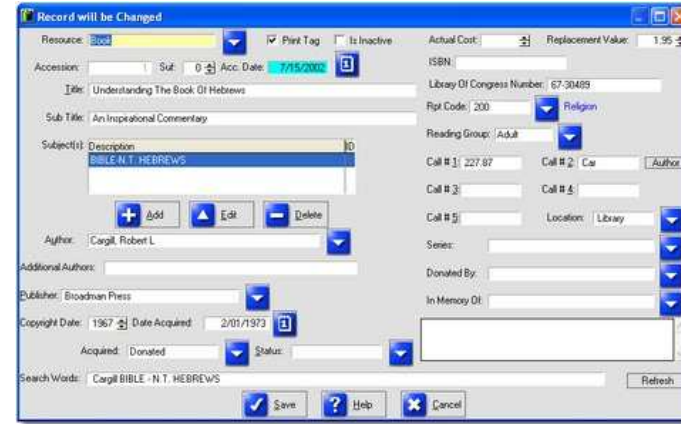 Record will be Changed
Resource: Book Print Tag Is Inactive Actual Cost: Replacement Value: 1.95
Accession: 1 Suf: 0 Acc. Date: 7/15/2002 ISBN:
Title: Understanding The Book Of Hebrews Library Of Congress Number: 67-30489
Sub Title: An Inspirational Commentary Rpt Code: 200 Religion
Subject(s): Description ID Reading Group: Adult
BIBLE-N.T. HEBREWS Call # 1: 227.87 Call # 2: Car Author
Call # 3: Call # 4:
Add Edit Delete Call # 5: Location: Library
Author: Cargill, Robert L Series:
Additional Authors: Donated By:
Publisher: Broadman Press In Memory Of:
Copyright Date: 1967 Date Acquired: 2/01/1973
Acquired: Donated Status:
Search Words: Cargill BIBLE - N.T. HEBREWS Refresh
Save Help Cancel